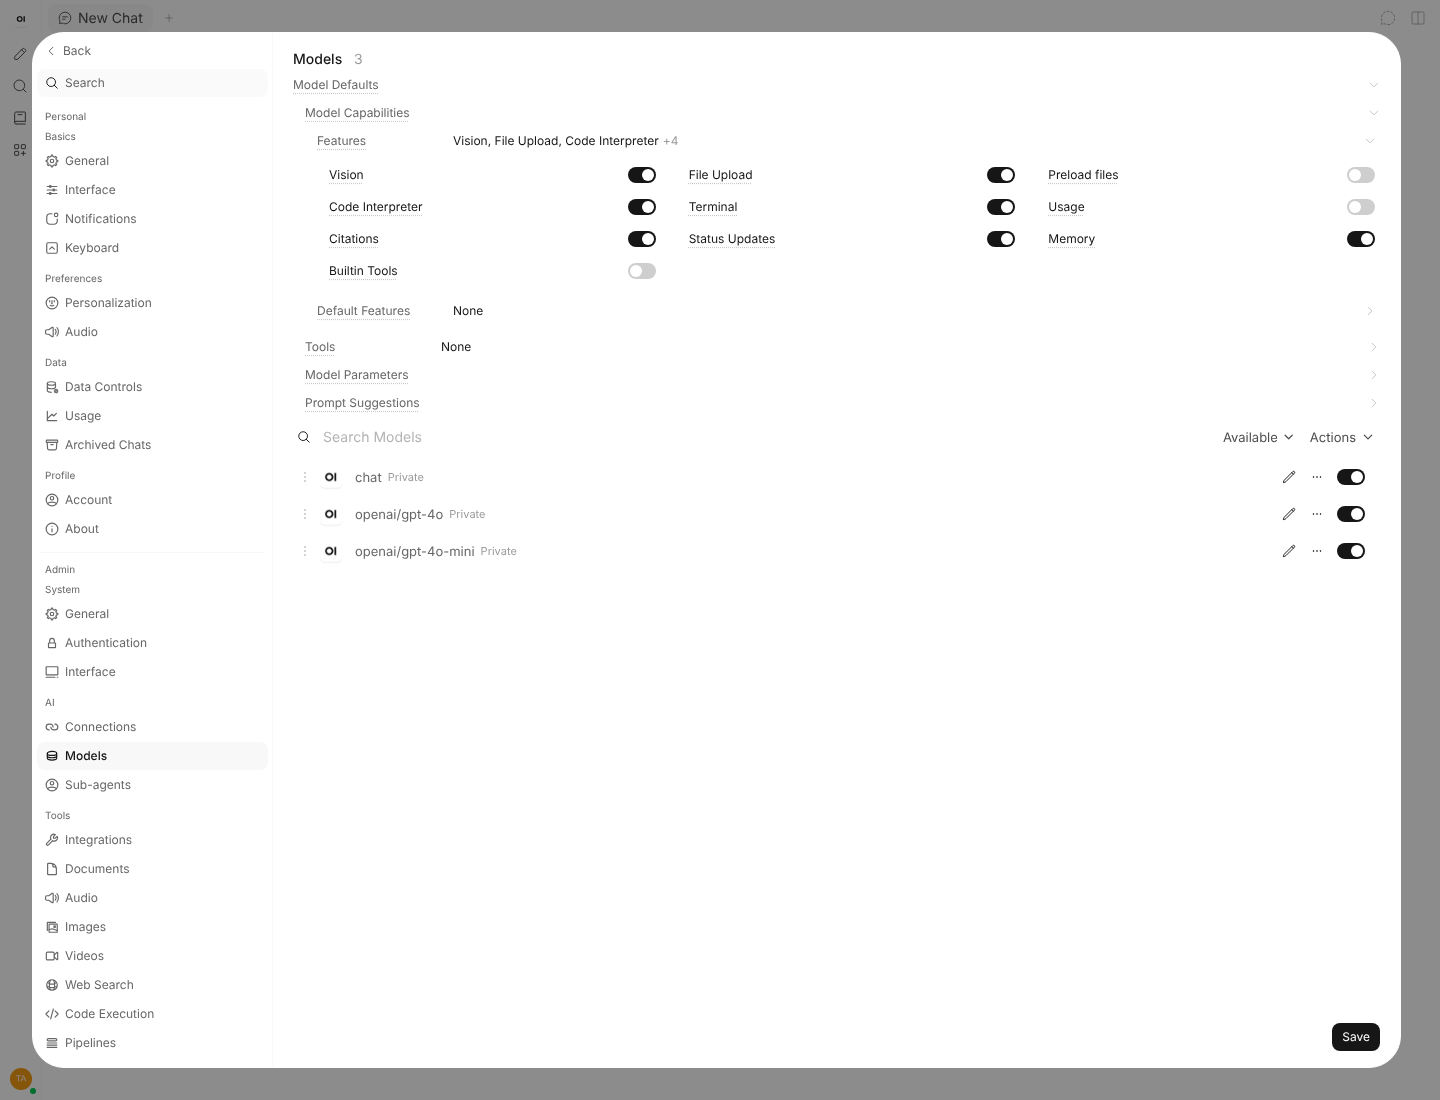 OI
New Chat
Back
Search
Personal
Basics
General
Interface
Notifications
Keyboard
Preferences
Personalization
Audio
Data
Data Controls
Usage
Archived Chats
Profile
Account
About
Admin
System
General
Authentication
Interface
AI
Connections
Models
Sub-agents
Tools
Integrations
Documents
Audio
Images
Videos
Web Search
Code Execution
Pipelines
TA
Models 3
Model Defaults
Model Capabilities
Features Vision, File Upload, Code Interpreter +4
Vision File Upload Preload files
Code Interpreter Terminal Usage
Citations Status Updates Memory
Builtin Tools
Default Features None
Tools None
Model Parameters
Prompt Suggestions
Search Models Available Actions
OI chat Private
OI openai/gpt-4o Private
OI openai/gpt-4o-mini Private
Save